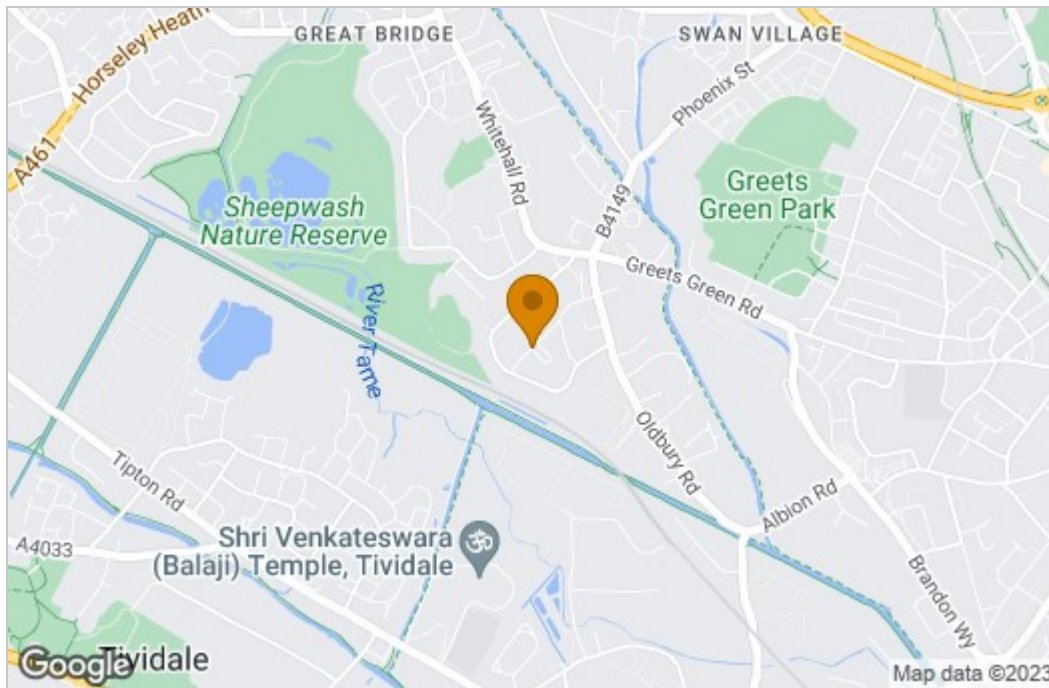 GREAT BRIDGE
SWAN VILLAGE
Horseley Heath
A461
Whitehall Rd
Phoenix St
B4149
Sheepwash
Nature Reserve
Greets
Green Park
Greets Green Rd
River Tame
Oldbury Rd
Tipton Rd
Albion Rd
Shri Venkateswara
(Balaji) Temple, Tividale
A4033
Brandon Wy
Tividale
Google
Map data ©2023